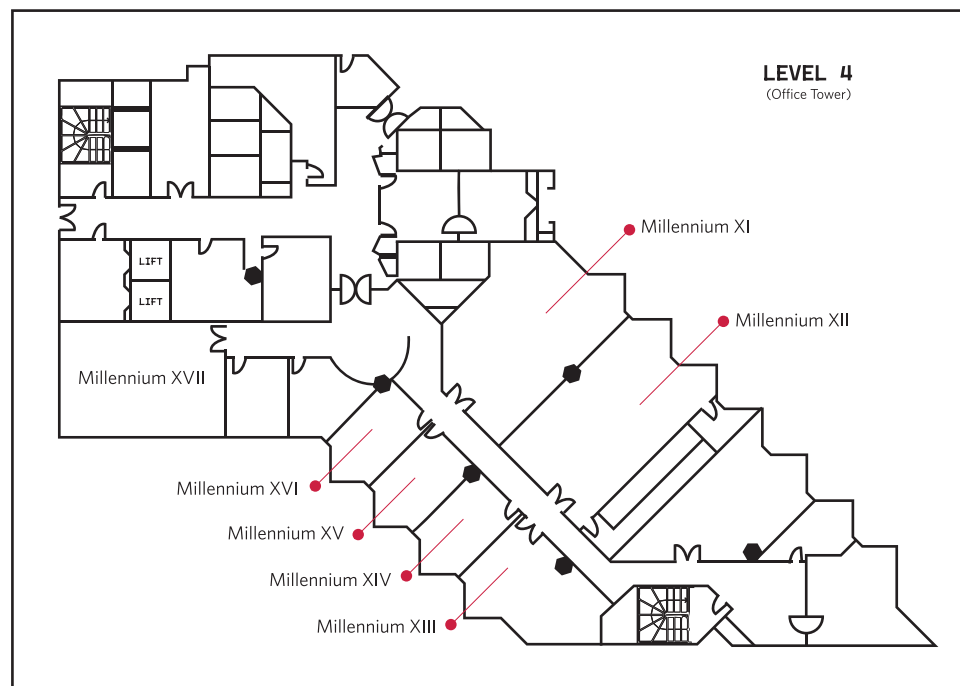 LEVEL 4
(Office Tower)
Millennium XI
LIFT
LIFT
Millennium XII
Millennium XVII
Millennium XVI
Millennium XV
Millennium XIV
Millennium XIII